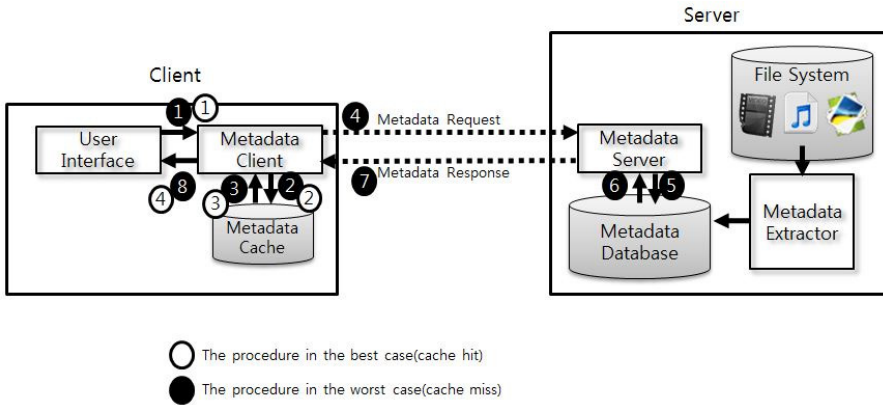 Server
Client
File System
1
1
4
Metadata Request
User
Interface
Metadata
Client
Metadata
Server
7
Metadata Response
4
8
3
3
2
2
6
5
Metadata
Cache
Metadata
Database
Metadata
Extractor
The procedure in the best case(cache hit)
The procedure in the worst case(cache miss)